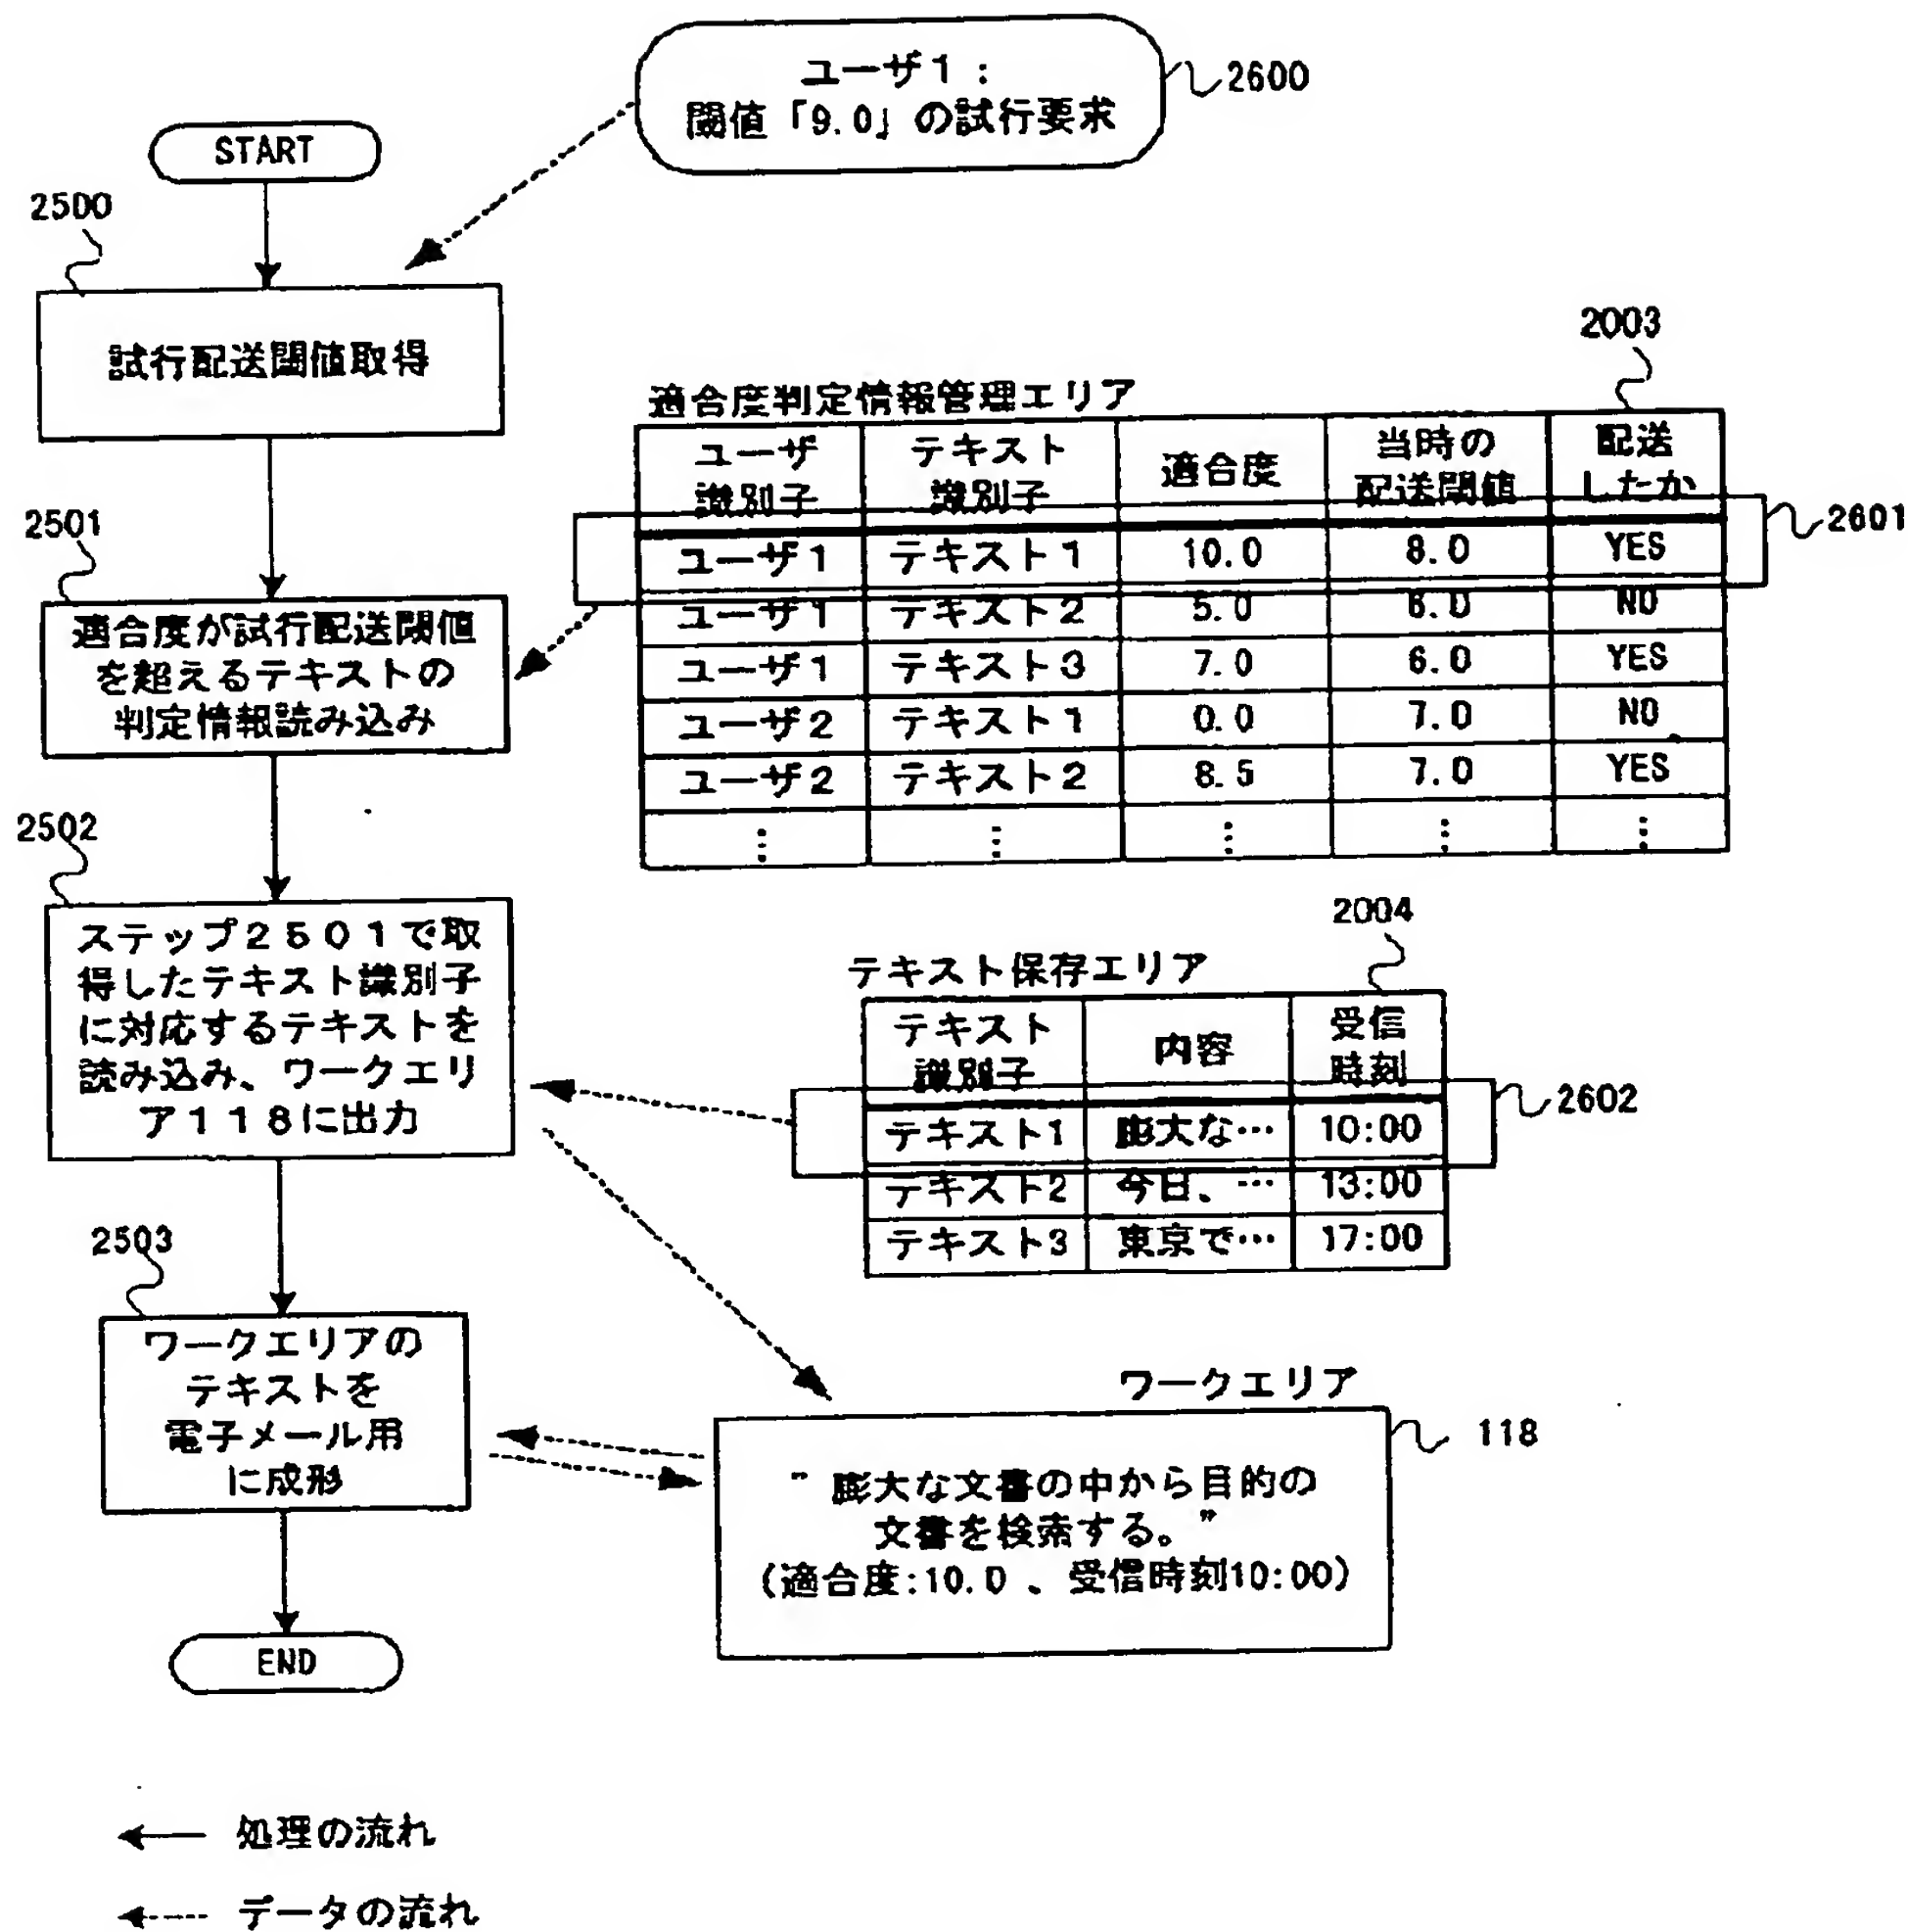 ユーザ1:
閾値「9.0」の試行要求
2600
START
2500
試行配送閾値取得
2003
適合度判定情報管理エリア
ユーザ識別子 テキスト識別子 適合度 当時の配送閾値 配送したか
2601
ユーザ1 テキスト1 10.0 8.0 YES
ユーザ1 テキスト2 5.0 6.0 NO
ユーザ1 テキスト3 7.0 6.0 YES
ユーザ2 テキスト1 0.0 7.0 NO
ユーザ2 テキスト2 8.5 7.0 YES
⋮ ⋮ ⋮ ⋮ ⋮
2501
適合度が試行配送閾値
を超えるテキストの
判定情報読み込み
2502
ステップ2501で取
得したテキスト識別子
に対応するテキストを
読み込み、ワークエリ
ア118に出力
2004
テキスト保存エリア
テキスト識別子 内容 受信時刻
2602
テキスト1 膨大な… 10:00
テキスト2 今日、… 13:00
テキスト3 東京で… 17:00
2503
ワークエリアの
テキストを
電子メール用
に成形
ワークエリア
118
"膨大な文書の中から目的の
文書を検索する。"
(適合度:10.0 、受信時刻10:00)
END
処理の流れ
データの流れ